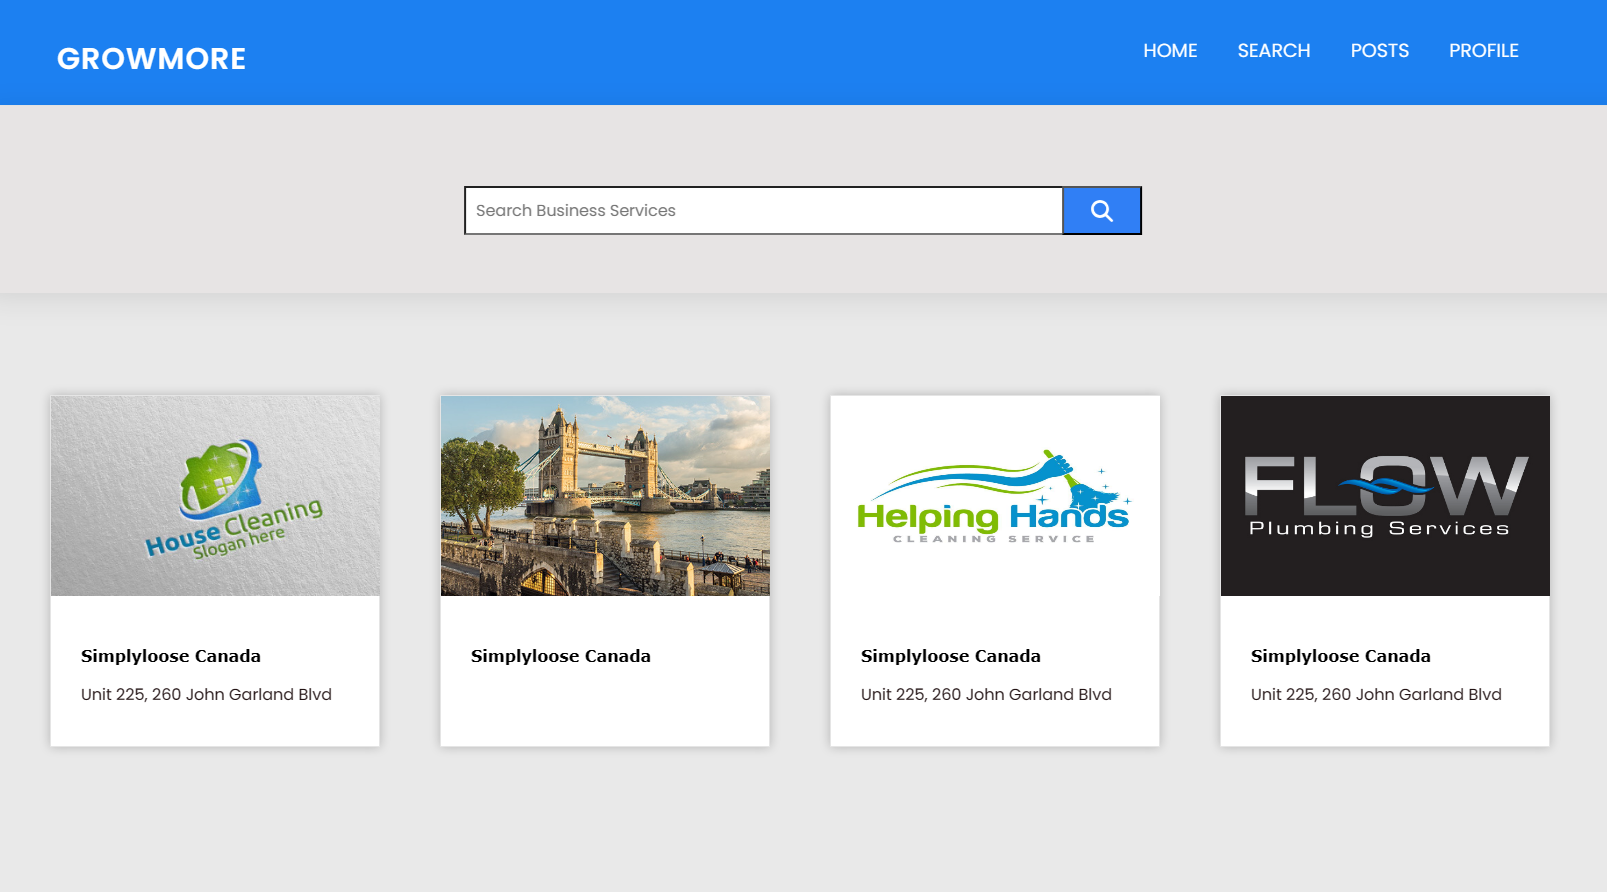 GROWMORE
HOME SEARCH POSTS PROFILE
Search Business Services
House Cleaning
Slogan here
Helping Hands
CLEANING SERVICE
FLOW
Plumbing Services
Simplyloose Canada
Unit 225, 260 John Garland Blvd
Simplyloose Canada
Simplyloose Canada
Unit 225, 260 John Garland Blvd
Simplyloose Canada
Unit 225, 260 John Garland Blvd